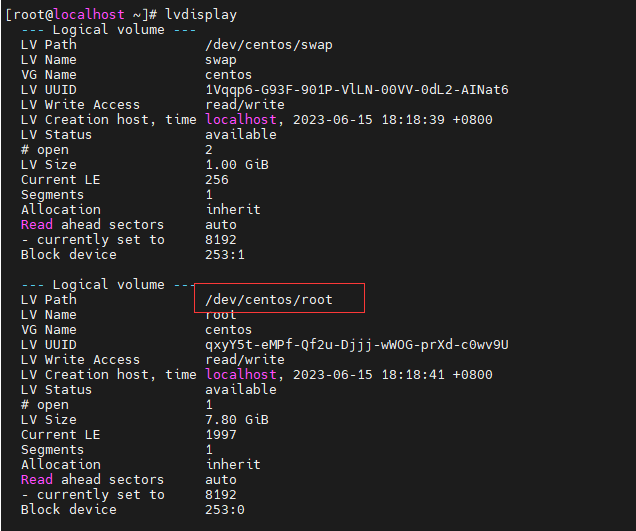 [root@localhost ~]# lvdisplay
--- Logical volume ---
LV Path /dev/centos/swap
LV Name swap
VG Name centos
LV UUID 1Vqqp6-G93F-901P-VlLN-00VV-0dL2-AINat6
LV Write Access read/write
LV Creation host, time localhost, 2023-06-15 18:18:39 +0800
LV Status available
# open 2
LV Size 1.00 GiB
Current LE 256
Segments 1
Allocation inherit
Read ahead sectors auto
- currently set to 8192
Block device 253:1
--- Logical volume ---
LV Path /dev/centos/root
LV Name root
VG Name centos
LV UUID qxyY5t-eMPf-Qf2u-Djjj-wWOG-prXd-c0wv9U
LV Write Access read/write
LV Creation host, time localhost, 2023-06-15 18:18:41 +0800
LV Status available
# open 1
LV Size 7.80 GiB
Current LE 1997
Segments 1
Allocation inherit
Read ahead sectors auto
- currently set to 8192
Block device 253:0